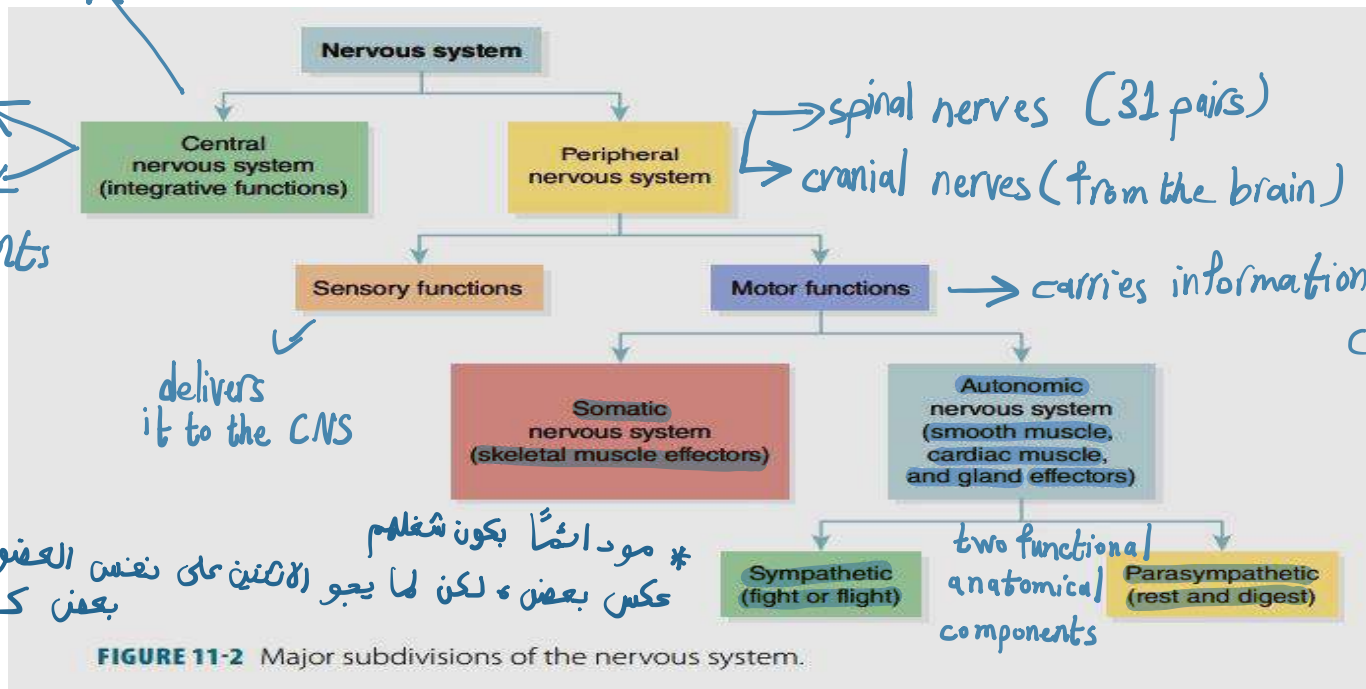 Nervous system
Central
nervous system
(integrative functions)
Peripheral
nervous system
spinal nerves (31 pairs)
cranial nerves (from the brain)
nts
Sensory functions
Motor functions
carries information
delivers
it to the CNS
Somatic
nervous system
(skeletal muscle effectors)
Autonomic
nervous system
(smooth muscle,
cardiac muscle,
and gland effectors)
* مو دائمًا بكون شغلهم
عكس بعض، لكن لما يجو الاثنين على نفس العضو
بعض
Sympathetic
(fight or flight)
two functional
anatomical
components
Parasympathetic
(rest and digest)
FIGURE 11-2 Major subdivisions of the nervous system.